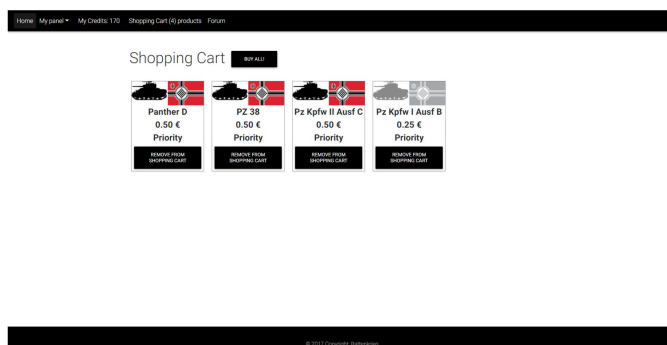 Home My panel My Credits: 170 Shopping Cart (4) products Forum
Shopping Cart BUY ALL!
Panther D PZ 38 Pz Kpfw II Ausf C Pz Kpfw I Ausf B
0.50 € 0.50 € 0.50 € 0.25 €
Priority Priority Priority Priority
REMOVE FROM REMOVE FROM REMOVE FROM REMOVE FROM
SHOPPING CART SHOPPING CART SHOPPING CART SHOPPING CART
© 2017 Copyright: